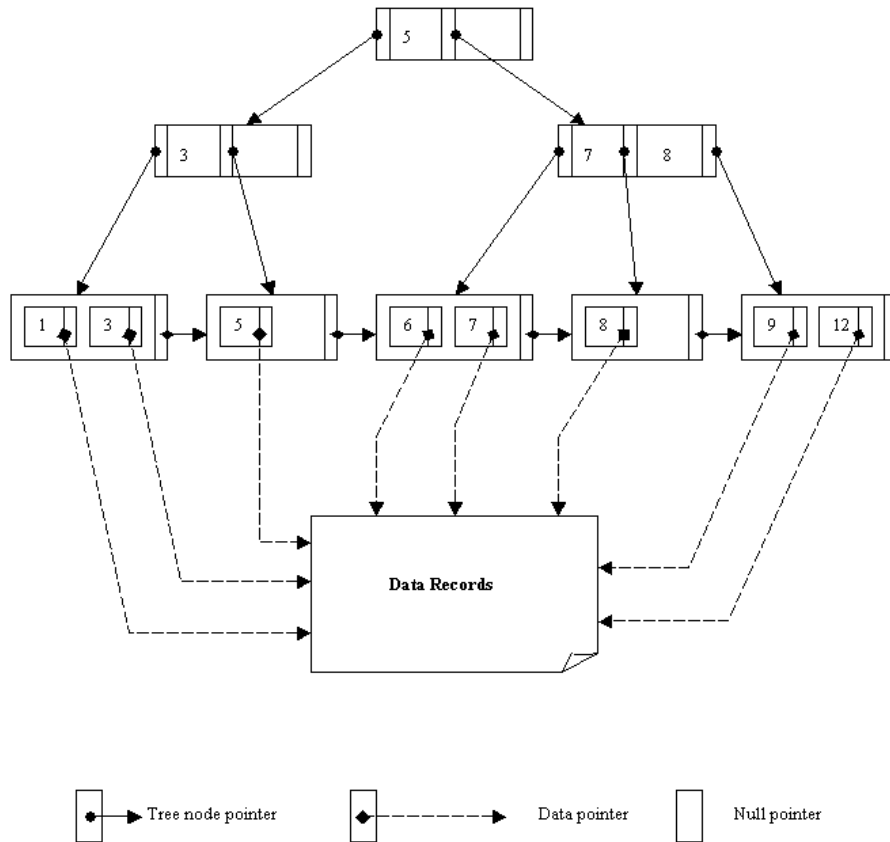 5
3
7 8
1 3 5 6 7 8 9 12
Data Records
Tree node pointer Data pointer Null pointer